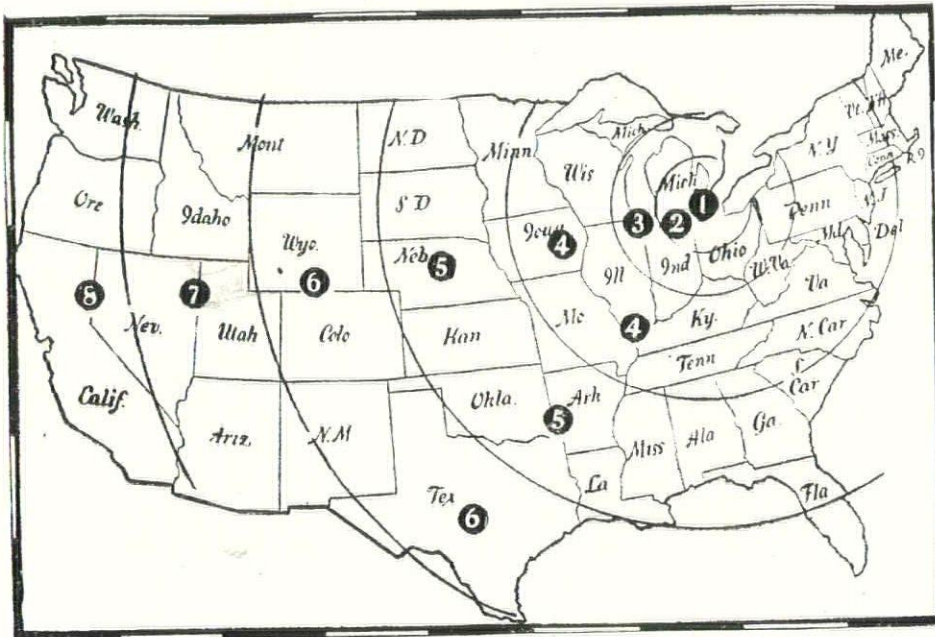 Me.
Wash.
Mont
N.D
Minn.
Mich.
Vt.
N.H
N.Y
Mass.
Conn
R.I
Ore
Idaho
S D
Wis
Mich
1
Penn
N.J
Wyo.
Iowa
4
3
2
Ohio
Md.
Del
Neb
5
6
Ill
Ind
W.Va
Va
8
7
Nev.
Utah
Colo
Kan
Mo
4
Ky.
N. Car
Tenn
S.
Car
Calif.
Ariz.
N.M
Okla.
5
Ark
Miss
Ala
Ga.
Tex
6
La
Fla